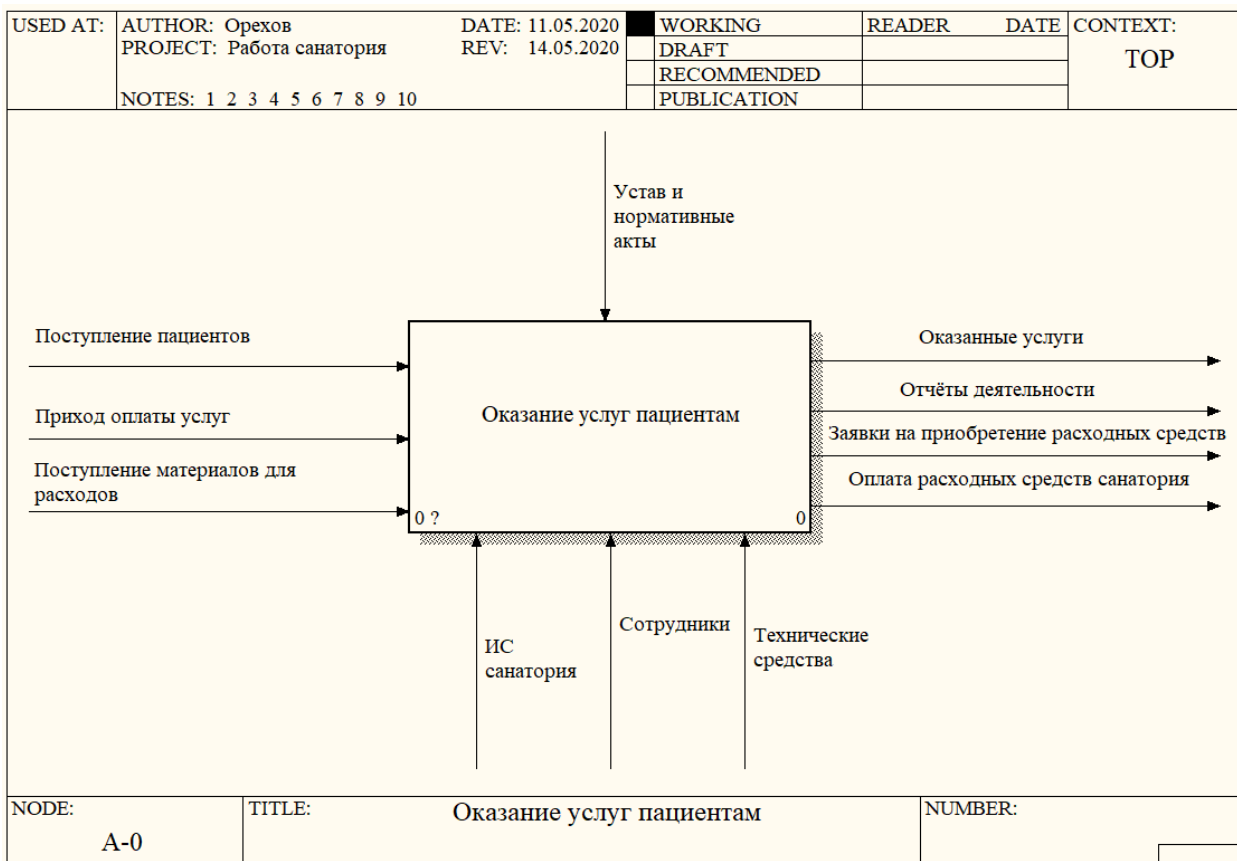 USED AT:
AUTHOR: Орехов
DATE: 11.05.2020
PROJECT: Работа санатория
REV: 14.05.2020
NOTES: 1 2 3 4 5 6 7 8 9 10
WORKING
DRAFT
RECOMMENDED
PUBLICATION
READER DATE
CONTEXT:
TOP
Устав и
нормативные
акты
Поступление пациентов
Приход оплаты услуг
Поступление материалов для
расходов
Оказание услуг пациентам
0 ?
0
Оказанные услуги
Отчёты деятельности
Заявки на приобретение расходных средств
Оплата расходных средств санатория
ИС
санатория
Сотрудники
Технические
средства
NODE:
A-0
TITLE:
Оказание услуг пациентам
NUMBER: